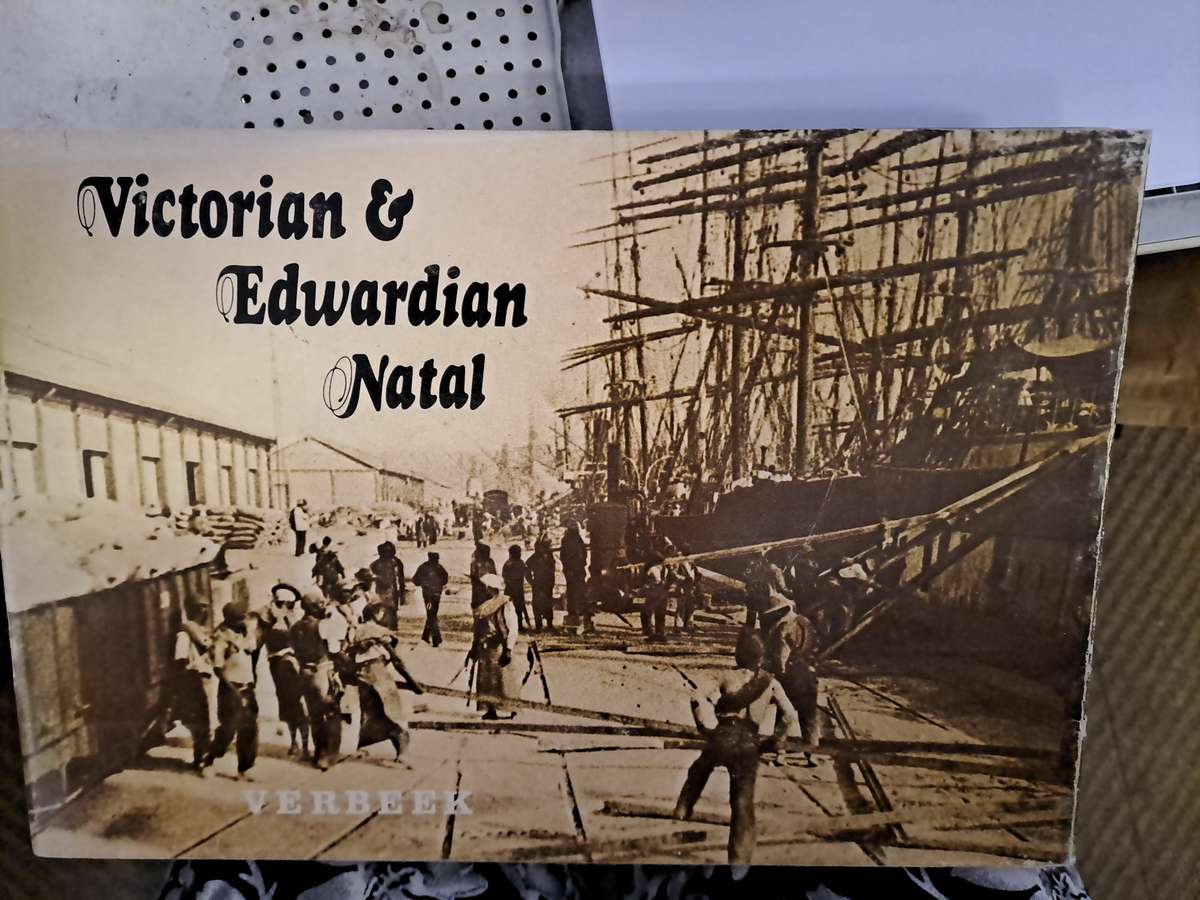 Victorian &
Edwardian
Natal
VERBEEK